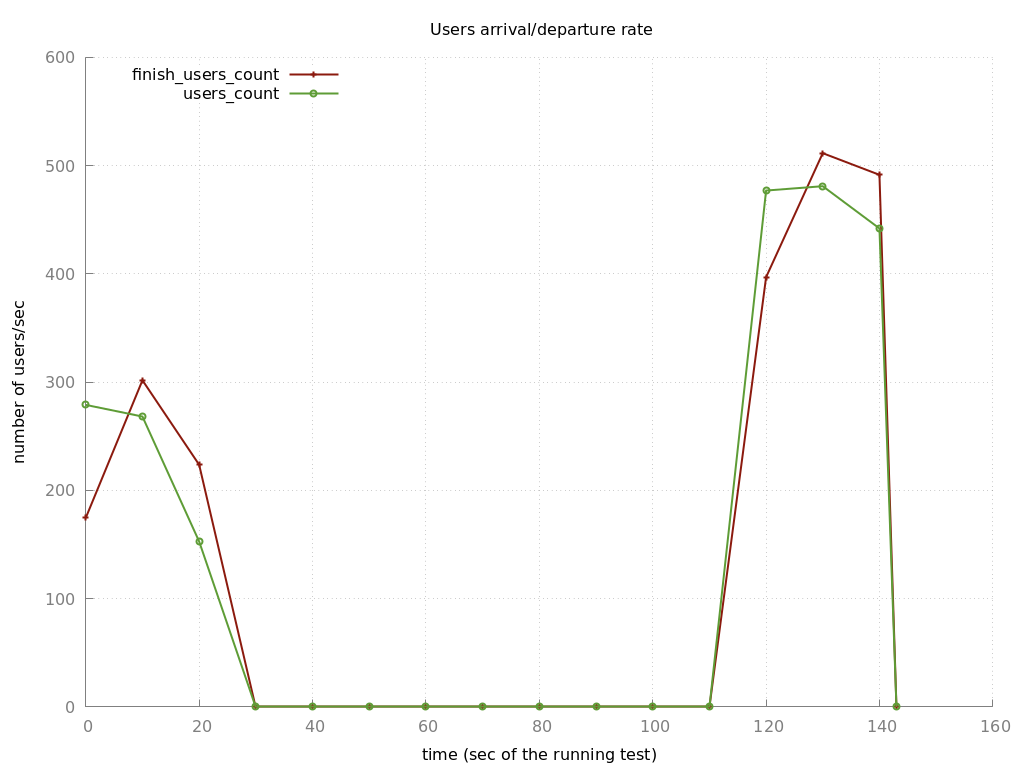 Users arrival/departure rate
600
finish_users_count
users_count
500
400
300
200
100
0
number of users/sec
0 20 40 60 80 100 120 140 160
time (sec of the running test)